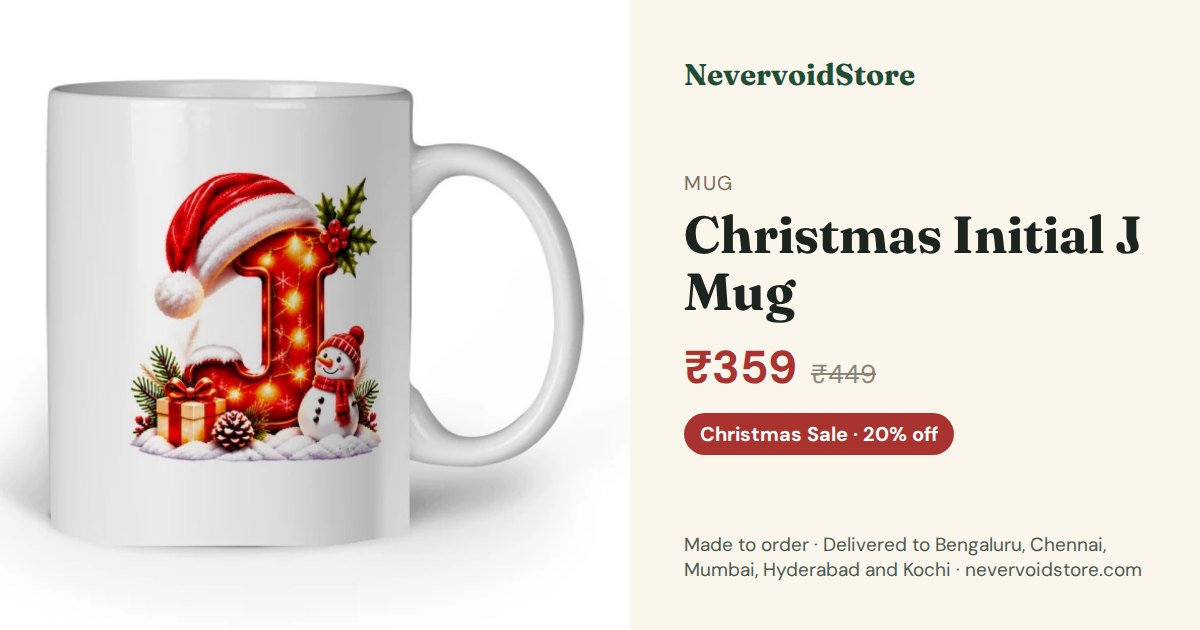 J
NevervoidStore
MUG
Christmas Initial J
Mug
₹359 ₹449
Christmas Sale · 20% off
Made to order · Delivered to Bengaluru, Chennai,
Mumbai, Hyderabad and Kochi · nevervoidstore.com